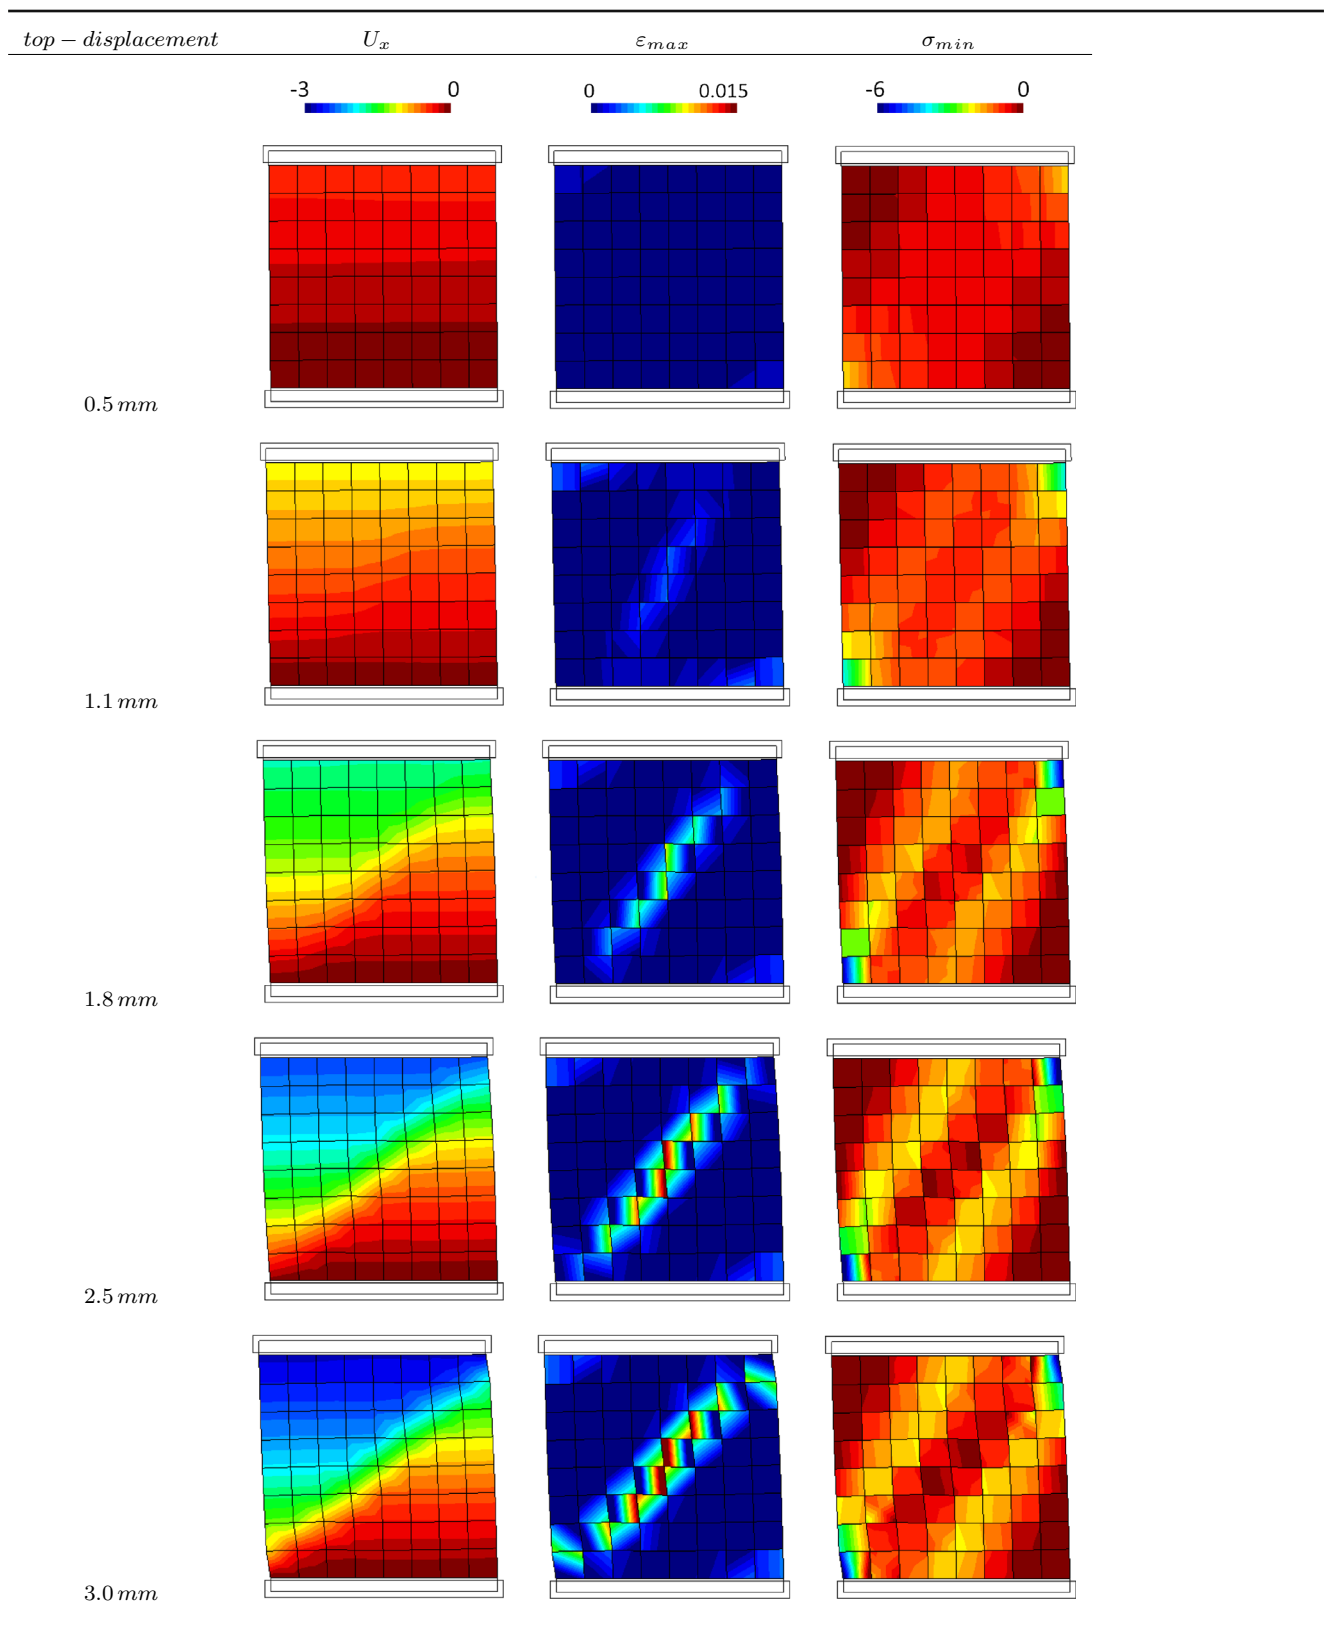 top − displacement U_x ε_max σ_min
-3 0 0 0.015 -6 0
0.5 mm
1.1 mm
1.8 mm
2.5 mm
3.0 mm